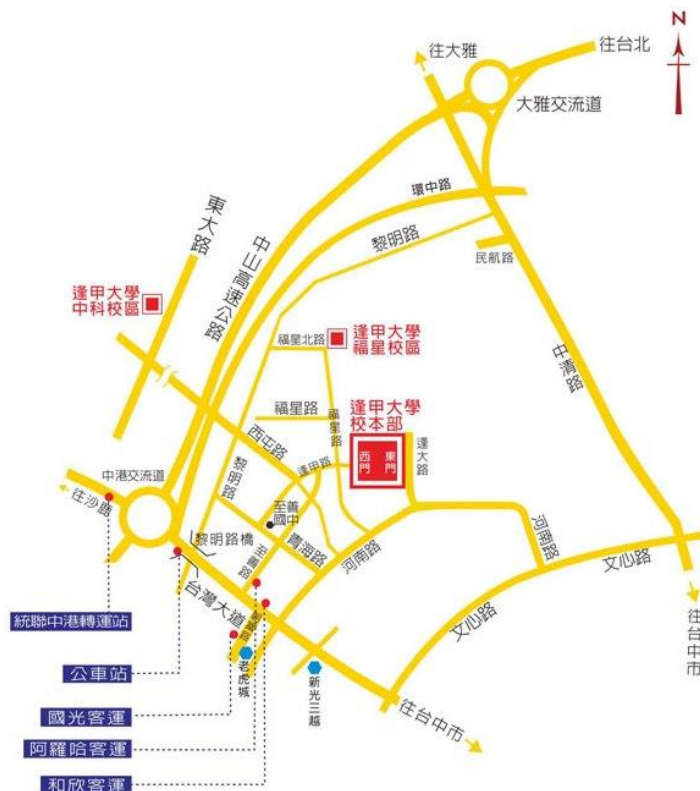 N
往大雅
往台北
大雅交流道
環中路
東大路
中山高速公路
黎明路
民航路
逢甲大學
中科校區
福星北路
逢甲大學
福星校區
中清路
福星路
福星路
逢甲大學
校本部
西門
東門
逢大路
西屯路
逢甲路
黎明路
中港交流道
往沙鹿
至善
國中
黎明路橋
青海路
至善路
河南路
河南路
文心路
文心路
台灣大道
統聯中港轉運站
公車站
國光客運
阿羅哈客運
和欣客運
老虎城
新光三越
往台中市
往台中市